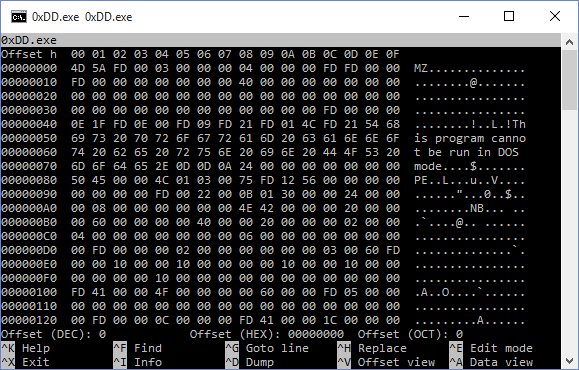 0xDD.exe  0xDD.exe
0xDD.exe
Offset h  00 01 02 03 04 05 06 07 08 09 0A 0B 0C 0D 0E 0F
00000000  4D 5A FD 00 03 00 00 00 04 00 00 00 FD FD 00 00  MZ..............
00000010  FD 00 00 00 00 00 00 00 40 00 00 00 00 00 00 00  ........@.......
00000020  00 00 00 00 00 00 00 00 00 00 00 00 00 00 00 00  ................
00000030  00 00 00 00 00 00 00 00 00 00 00 00 FD 00 00 00  ................
00000040  0E 1F FD 0E 00 FD 09 FD 21 FD 01 4C FD 21 54 68  ........!..L.!Th
00000050  69 73 20 70 72 6F 67 72 61 6D 20 63 61 6E 6E 6F  is program canno
00000060  74 20 62 65 20 72 75 6E 20 69 6E 20 44 4F 53 20  t be run in DOS
00000070  6D 6F 64 65 2E 0D 0D 0A 24 00 00 00 00 00 00 00  mode....$.......
00000080  50 45 00 00 4C 01 03 00 75 FD 12 56 00 00 00 00  PE..L...u..V....
00000090  00 00 00 00 FD 00 22 00 0B 01 30 00 00 24 00 00  ......"...0..$..
000000A0  00 08 00 00 00 00 00 00 4E 42 00 00 00 20 00 00  ........NB... ..
000000B0  00 60 00 00 00 00 40 00 00 20 00 00 00 02 00 00  .`....@.. ......
000000C0  04 00 00 00 00 00 00 00 06 00 00 00 00 00 00 00  ................
000000D0  00 FD 00 00 00 02 00 00 00 00 00 00 03 00 60 FD  ..............`.
000000E0  00 00 10 00 00 10 00 00 00 00 10 00 00 10 00 00  ................
000000F0  00 00 00 00 10 00 00 00 00 00 00 00 00 00 00 00  ................
00000100  FD 41 00 00 4F 00 00 00 00 60 00 00 FD 05 00 00  .A..O....`......
00000110  00 00 00 00 00 00 00 00 00 00 00 00 00 00 00 00  ................
00000120  00 FD 00 00 0C 00 00 00 FD 41 00 00 1C 00 00 00  .........A......
Offset (DEC): 0  Offset (HEX): 00000000  Offset (OCT): 0
^K Help  ^F Find  ^G Goto line  ^H Replace  ^E Edit mode
^X Exit  ^I Info  ^D Dump  ^V Offset view  ^A Data view